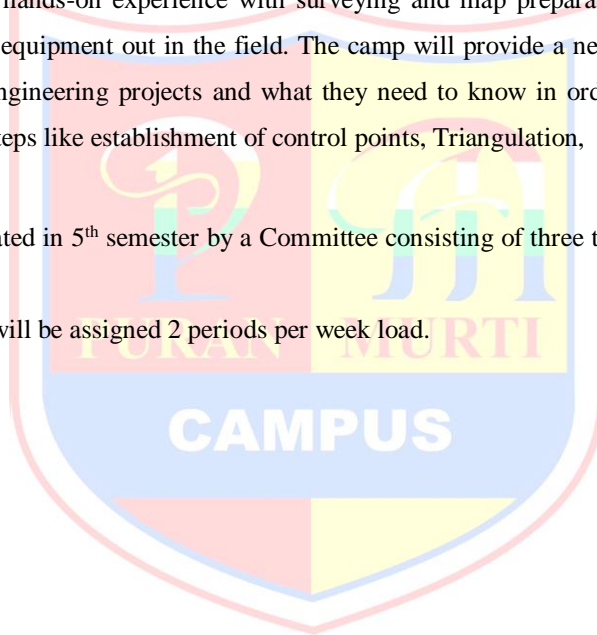 hands-on experience with surveying and map prepara
equipment out in the field. The camp will provide a ne
ngineering projects and what they need to know in ord
teps like establishment of control points, Triangulation,
ated in 5th semester by a Committee consisting of three t
will be assigned 2 periods per week load.
PURAN MURTI
CAMPUS